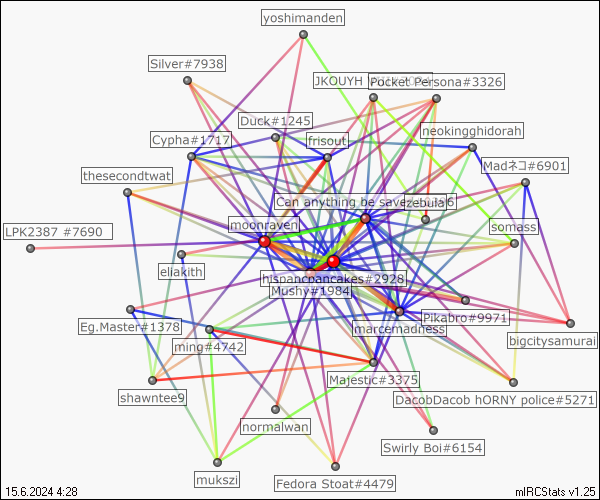 yoshimanden
Silver#7938
JKOUYH
Pocket Persona#3326
Duck#1245
Cypha#1717
frisout
neokingghidorah
thesecondtwat
Madネコ#6901
Can anything be save
zebulai6
moonraven
somass
LPK2387 #7690
eliakith
hispancpancakes#2928
Mushy#1984
Pikabro#9971
Eg.Master#1378
marcernadness
ming#4742
bigcitysamurai
Majestic#3375
shawntee9
DacobDacob hORNY police#5271
normalwan
Swirly Boi#6154
mukszi
Fedora Stoat#4479
15.6.2024 4:28
mIRCStats v1.25